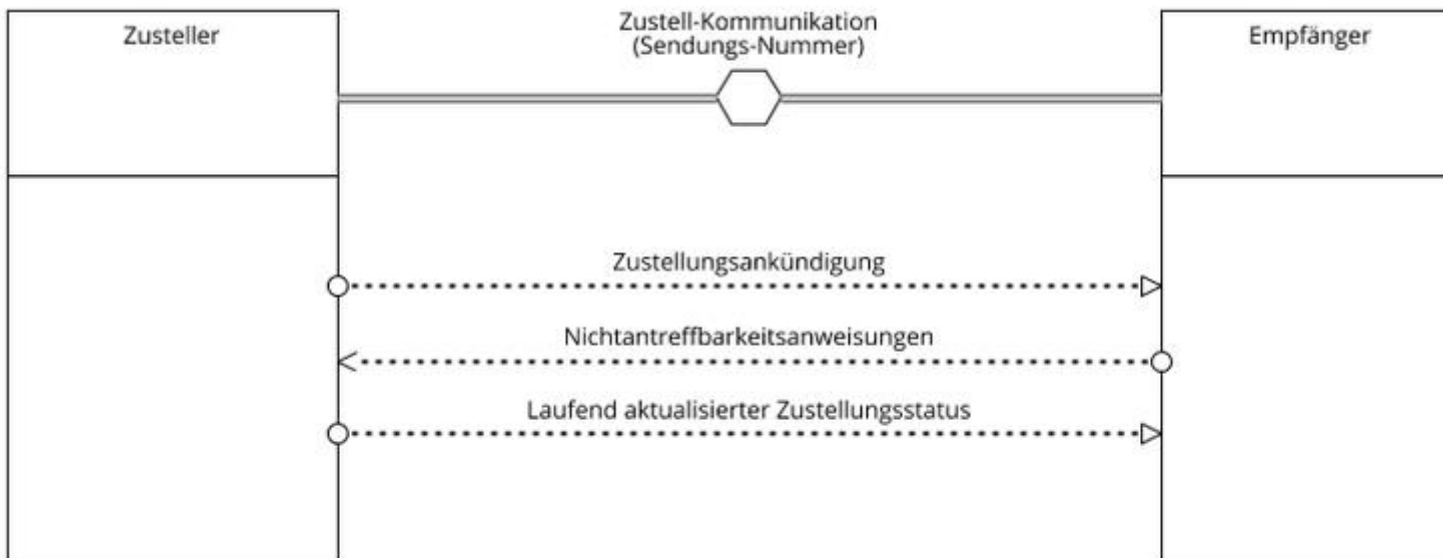 Zusteller
Zustell-Kommunikation
(Sendungs-Nummer)
Empfänger
Zustellungsankündigung
Nichtantreffbarkeitsanweisungen
Laufend aktualisierter Zustellungsstatus